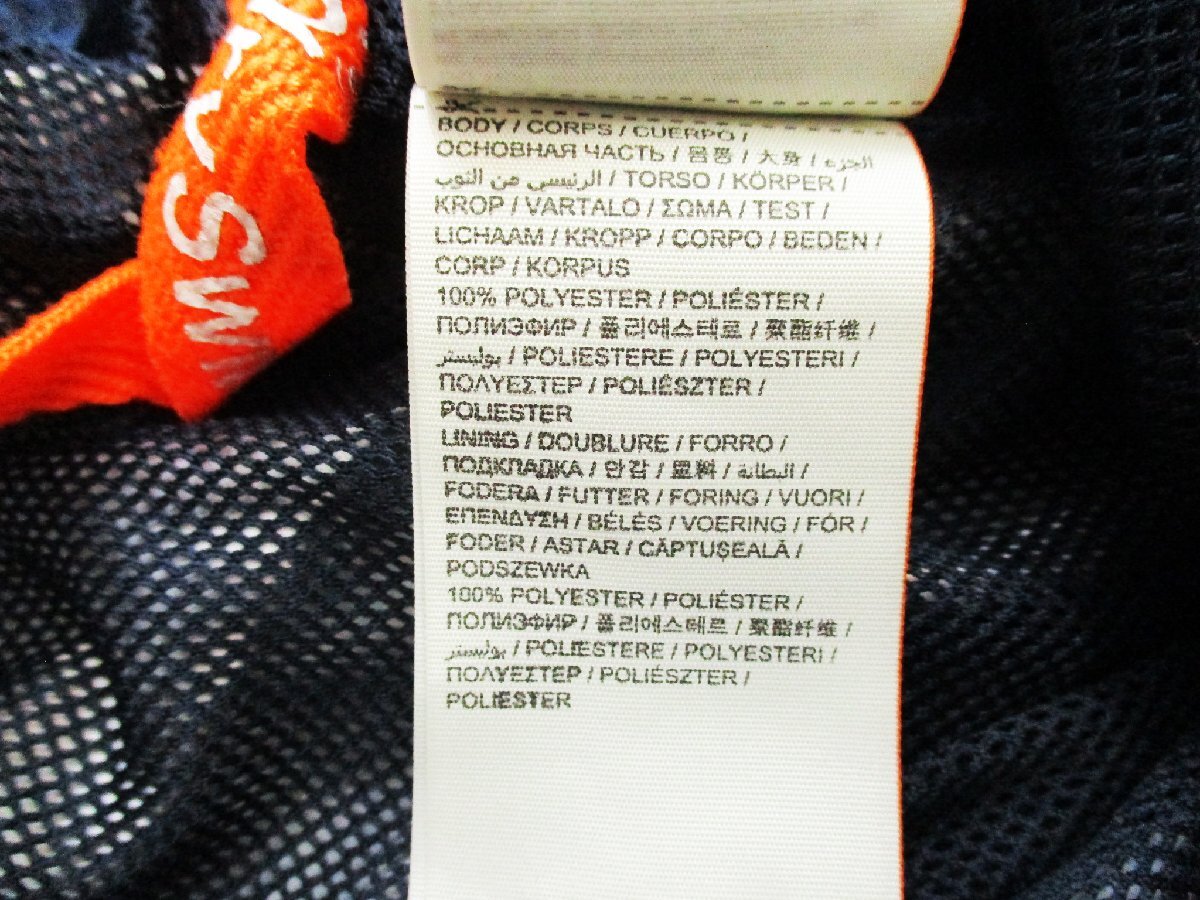 SW
BODY / CORPS / CUERPO /
ОСНОВНАЯ ЧАСТЬ / 몸통 / 大身 / الجزء
الرئيسي من الثوب / TORSO / KÖRPER /
KROP / VARTALO / ΣΩΜΑ / TEST /
LICHAAM / KROPP / CORPO / BEDEN /
CORP / KORPUS
100% POLYESTER / POLIÉSTER /
ПОЛИЭФИР / 폴리에스테르 / 聚酯纤维 /
بوليستر / POLIESTERE / POLYESTERI /
ΠΟΛΥΕΣΤΕΡ / POLIÉSZTER /
POLIESTER
LINING / DOUBLURE / FORRO /
ПОДКЛАДКА / 안감 / 里料 / البطانة /
FODERA / FUTTER / FORING / VUORI /
ΕΠΕΝΔΥΣΗ / BÉLÉS / VOERING / FÓR /
FODER / ASTAR / CĂPTUŞEALĂ /
PODSZEWKA
100% POLYESTER / POLIÉSTER /
ПОЛИЭФИР / 폴리에스테르 / 聚酯纤维 /
بوليستر / POLIESTERE / POLYESTERI /
ΠΟΛΥΕΣΤΕΡ / POLIÉSZTER /
POLIESTER